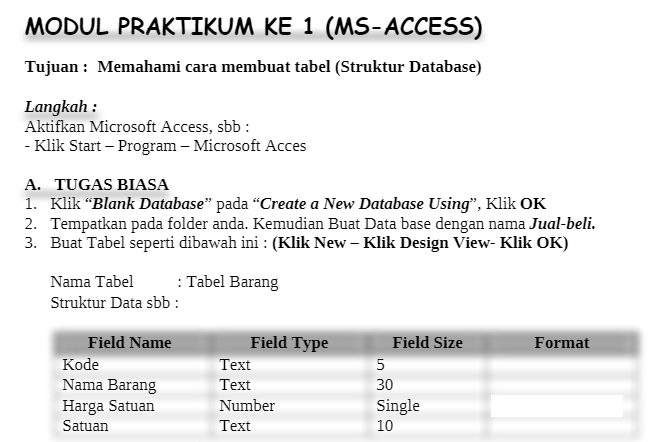 MODUL PRAKTIKUM KE 1 (MS-ACCESS)
Tujuan : Memahami cara membuat tabel (Struktur Database)
Langkah :
Aktifkan Microsoft Access, sbb :
- Klik Start – Program – Microsoft Acces
A. TUGAS BIASA
1. Klik “Blank Database” pada “Create a New Database Using”, Klik OK
2. Tempatkan pada folder anda. Kemudian Buat Data base dengan nama Jual-beli.
3. Buat Tabel seperti dibawah ini : (Klik New – Klik Design View- Klik OK)
Nama Tabel : Tabel Barang
Struktur Data sbb :
Field Name Field Type Field Size Format
Kode Text 5
Nama Barang Text 30
Harga Satuan Number Single
Satuan Text 10